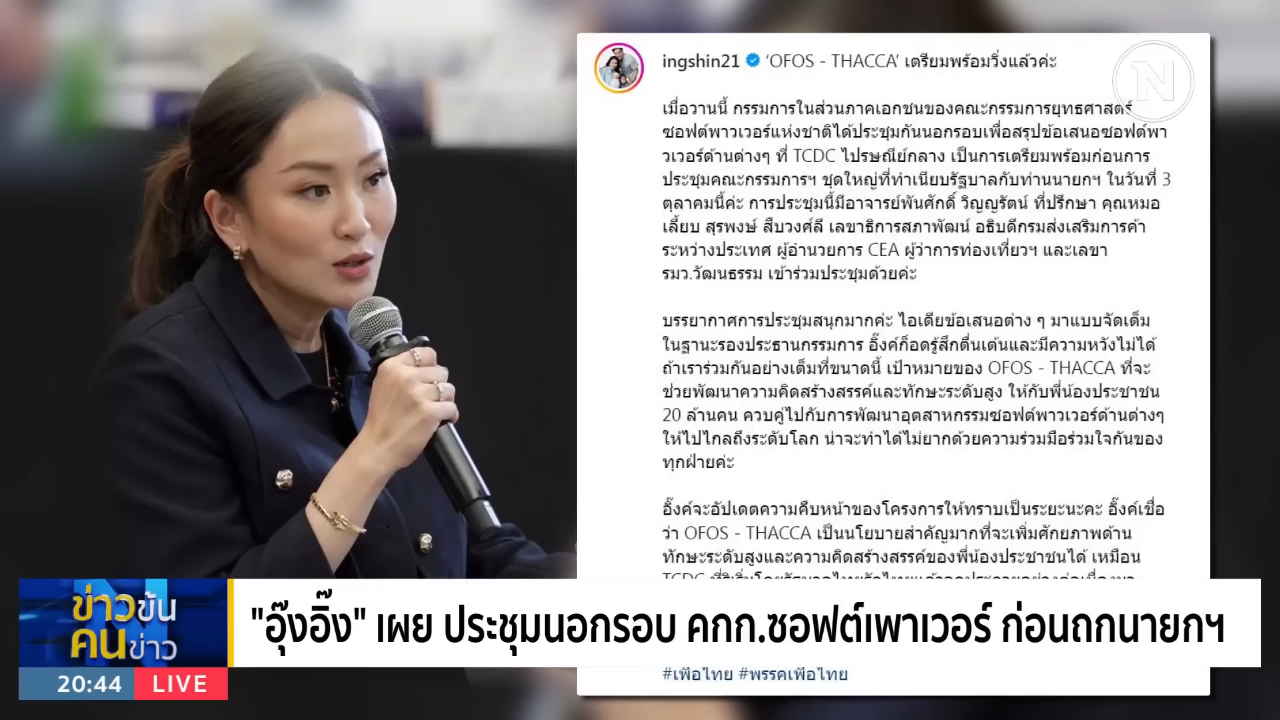 ingshin21 'OFOS - THACCA' เตรียมพร้อมวิ่งแล้วค่ะ
N
เมื่อวานนี้ กรรมการในส่วนภาคเอกชนของคณะกรรมการยุทธศาสตร์
ซอฟต์พาวเวอร์แห่งชาติได้ประชุมกันนอกรอบเพื่อสรุปข้อเสนอซอฟต์พา
วเวอร์ด้านต่างๆ ที่ TCDC ไปรษณีย์กลาง เป็นการเตรียมพร้อมก่อนการ
ประชุมคณะกรรมการฯ ชุดใหญ่ที่ทำเนียบรัฐบาลกับท่านนายกฯ ในวันที่ 3
ตุลาคมนี้ค่ะ การประชุมนี้มีอาจารย์พันศักดิ์ วิญญรัตน์ ที่ปรึกษา คุณหมอ
เลี้ยบ สุรพงษ์ สืบวงศ์ลี เลขาธิการสภาพัฒน์ อธิบดีกรมส่งเสริมการค้า
ระหว่างประเทศ ผู้อำนวยการ CEA ผู้ว่าการท่องเที่ยวฯ และเลขา
รมว.วัฒนธรรม เข้าร่วมประชุมด้วยค่ะ
บรรยากาศการประชุมสนุกมากค่ะ ไอเดียข้อเสนอต่าง ๆ มาแบบจัดเต็ม
ในฐานะรองประธานกรรมการ อิ๊งค์ก็อดรู้สึกตื่นเต้นและมีความหวังไม่ได้
ถ้าเราร่วมกันอย่างเต็มที่ขนาดนี้ เป้าหมายของ OFOS - THACCA ที่จะ
ช่วยพัฒนาความคิดสร้างสรรค์และทักษะระดับสูง ให้กับพี่น้องประชาชน
20 ล้านคน ควบคู่ไปกับการพัฒนาอุตสาหกรรมซอฟต์พาวเวอร์ด้านต่างๆ
ให้ไปไกลถึงระดับโลก น่าจะทำได้ไม่ยากด้วยความร่วมมือร่วมใจกันของ
ทุกฝ่ายค่ะ
อิ๊งค์จะอัปเดตความคืบหน้าของโครงการให้ทราบเป็นระยะนะคะ อิ๊งค์เชื่อ
ว่า OFOS - THACCA เป็นนโยบายสำคัญมากที่จะเพิ่มศักยภาพด้าน
ทักษะระดับสูงและความคิดสร้างสรรค์ของพี่น้องประชาชนได้ เหมือน
ข่าวข้น
คนข่าว
"อุ๊งอิ๊ง" เผย ประชุมนอกรอบ คกก.ซอฟต์เพาเวอร์ ก่อนถกนายกฯ
20:44 LIVE
#เพื่อไทย #พรรคเพื่อไทย